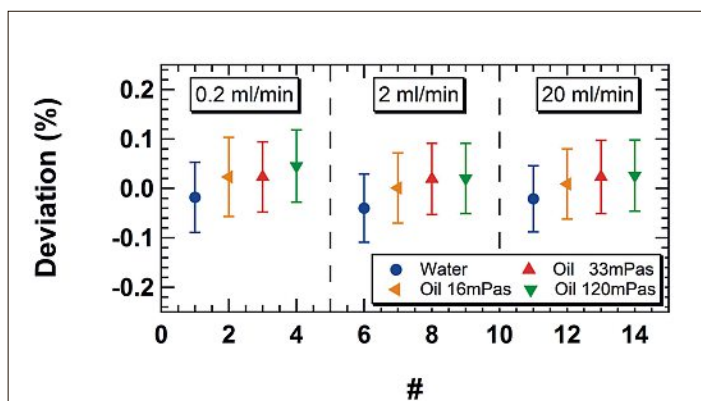 0.2 ml/min 2 ml/min 20 ml/min
Deviation (%)
0.2
0.1
0.0
-0.1
-0.2
Water Oil 33mPas
Oil 16mPas Oil 120mPas
0 2 4 6 8 10 12 14
#